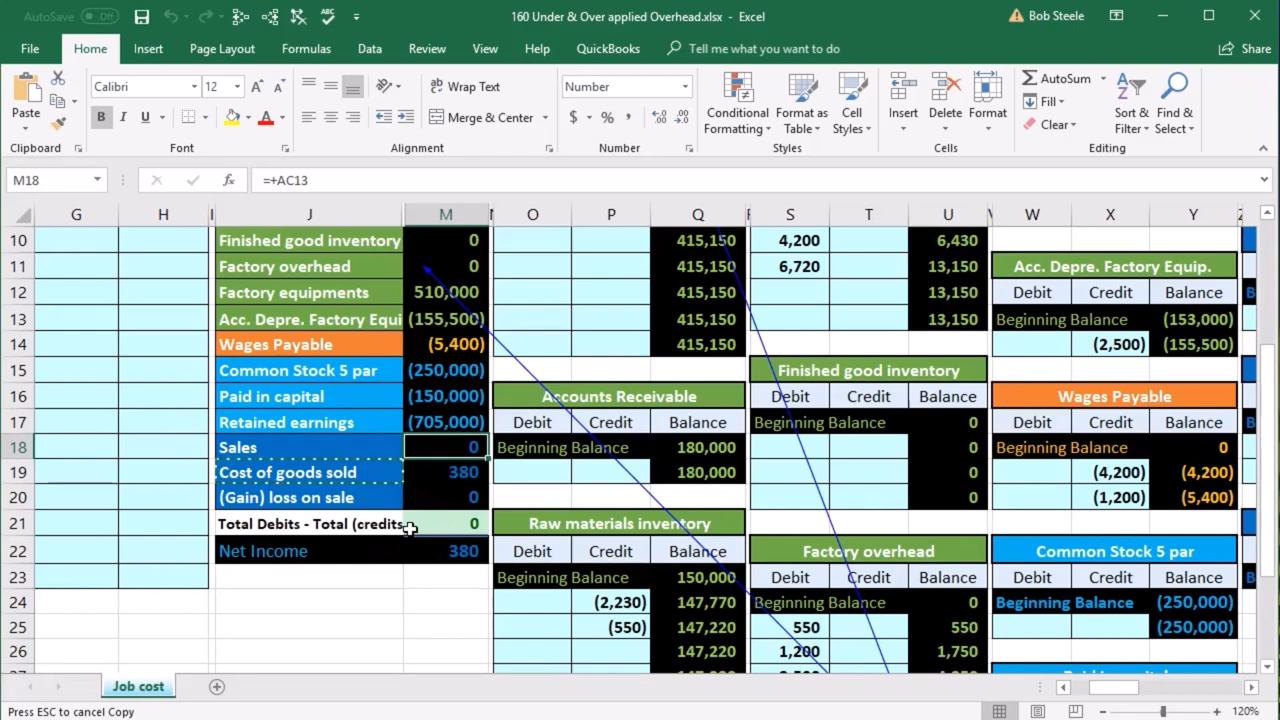 AutoSave Off 160 Under & Over applied Overhead.xlsx - Excel Bob Steele
File Home Insert Page Layout Formulas Data Review View Help QuickBooks Tell me what you want to do Share
Calibri 12 Wrap Text Number AutoSum
Paste B I U Merge & Center $ % Conditional Formatting Format as Table Cell Styles Insert Delete Format Fill Clear Sort & Filter Find & Select
Clipboard Font Alignment Number Styles Cells Editing
M18 fx =+AC13
G H I J M O P Q S T U W X Y
10 Finished good inventory 0 415,150 4,200 6,430
11 Factory overhead 0 415,150 6,720 13,150 Acc. Depre. Factory Equip.
12 Factory equipments 510,000 415,150 13,150 Debit Credit Balance
13 Acc. Depre. Factory Equi (155,500) 415,150 13,150 Beginning Balance (153,000)
14 Wages Payable (5,400) 415,150 (2,500) (155,500)
15 Common Stock 5 par (250,000) Finished good inventory
16 Paid in capital (150,000) Accounts Receivable Debit Credit Balance Wages Payable
17 Retained earnings (705,000) Debit Credit Balance Beginning Balance 0 Debit Credit Balance
18 Sales 0 Beginning Balance 180,000 0 Beginning Balance 0
19 Cost of goods sold 380 180,000 0 (4,200) (4,200)
20 (Gain) loss on sale 0 0 (1,200) (5,400)
21 Total Debits - Total (credits 0 Raw materials inventory
22 Net Income 380 Debit Credit Balance Factory overhead Common Stock 5 par
23 Beginning Balance 150,000 Debit Credit Balance Debit Credit Balance
24 (2,230) 147,770 Beginning Balance 0 Beginning Balance (250,000)
25 (550) 147,220 550 550 (250,000)
26 147,220 1,200 1,750
Job cost
Press ESC to cancel Copy 120%